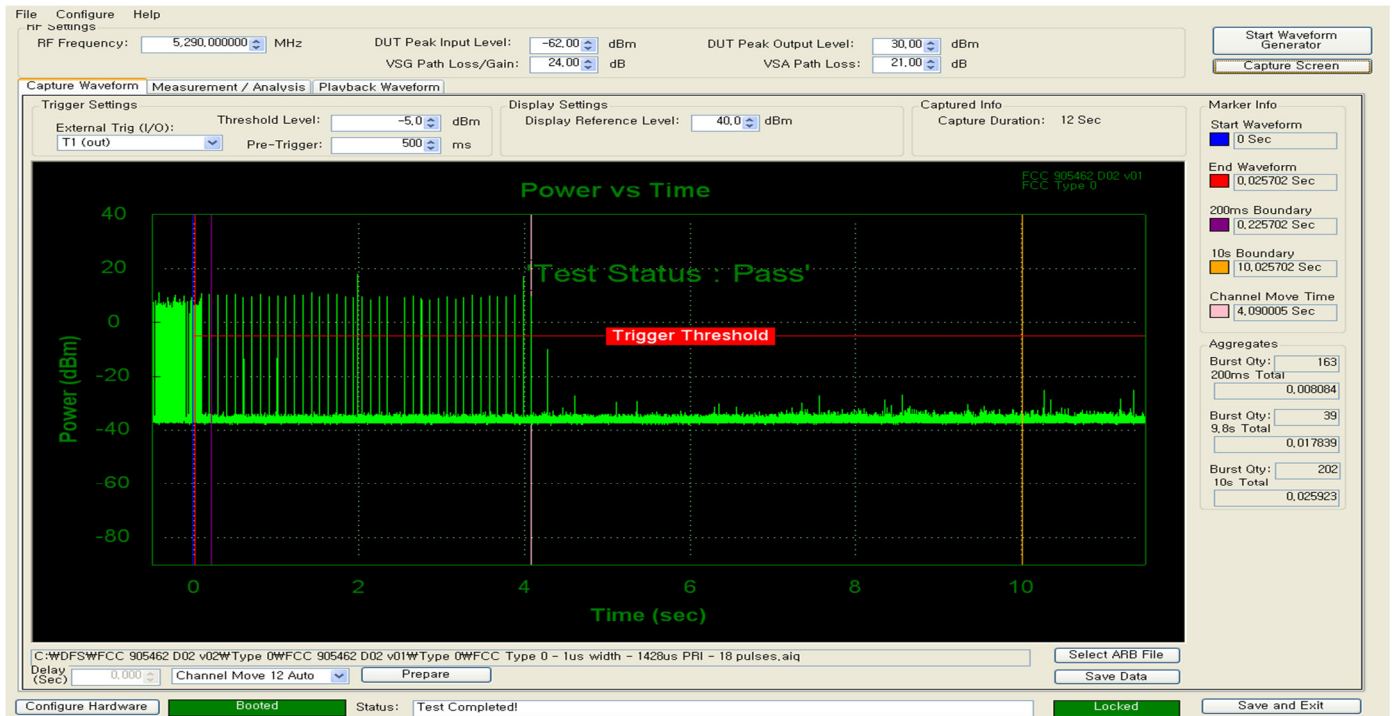 File Configure Help
RF Settings
RF Frequency: 5,290,000000 MHz DUT Peak Input Level: -62,00 dBm DUT Peak Output Level: 30,00 dBm
VSG Path Loss/Gain: 24,00 dB VSA Path Loss: 21,00 dB
Start Waveform Generator
Capture Screen
Capture Waveform Measurement / Analysis Playback Waveform
Trigger Settings
External Trig (I/O): T1 (out)
Threshold Level: -5,0 dBm
Pre-Trigger: 500 ms
Display Settings
Display Reference Level: 40,0 dBm
Captured Info
Capture Duration: 12 Sec
Marker Info
Start Waveform
0 Sec
End Waveform
0,025702 Sec
200ms Boundary
0,225702 Sec
10s Boundary
10,025702 Sec
Channel Move Time
4,090005 Sec
Aggregates
Burst Qty: 163
200ms Total
0,008084
Burst Qty: 39
9,8s Total
0,017839
Burst Qty: 202
10s Total
0,025923
FCC 905462 D02 v01
FCC Type 0
Power vs Time
'Test Status : Pass'
Trigger Threshold
Power (dBm)
40
20
0
-20
-40
-60
-80
0 2 4 6 8 10
Time (sec)
C:₩DFS₩FCC 905462 D02 v02₩Type 0₩FCC 905462 D02 v01₩Type 0₩FCC Type 0 - 1us width - 1428us PRI - 18 pulses,aiq
Select ARB File
Delay (Sec) 0,000 Channel Move 12 Auto Prepare
Save Data
Configure Hardware Booted Status: Test Completed! Locked Save and Exit